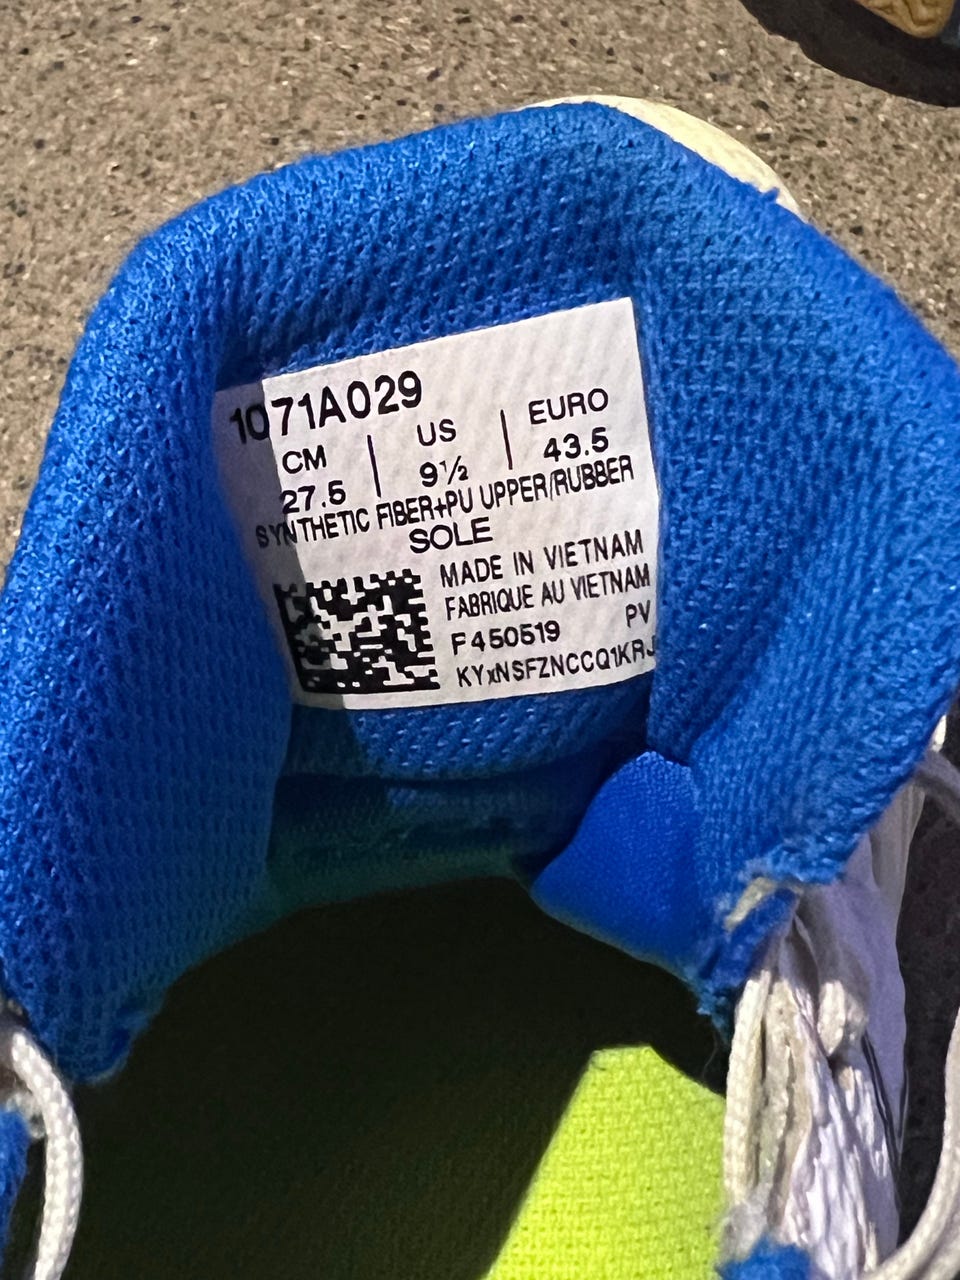 1071A029
CM | US | EURO
27.5 | 9½ | 43.5
SYNTHETIC FIBER+PU UPPER/RUBBER
SOLE
MADE IN VIETNAM
FABRIQUE AU VIETNAM
F450519 PV
KYxNSFZNCCQ1KRJ